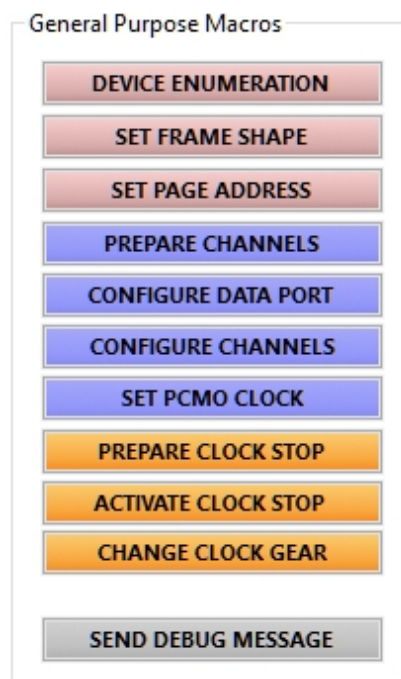 General Purpose Macros
DEVICE ENUMERATION
SET FRAME SHAPE
SET PAGE ADDRESS
PREPARE CHANNELS
CONFIGURE DATA PORT
CONFIGURE CHANNELS
SET PCMO CLOCK
PREPARE CLOCK STOP
ACTIVATE CLOCK STOP
CHANGE CLOCK GEAR
SEND DEBUG MESSAGE